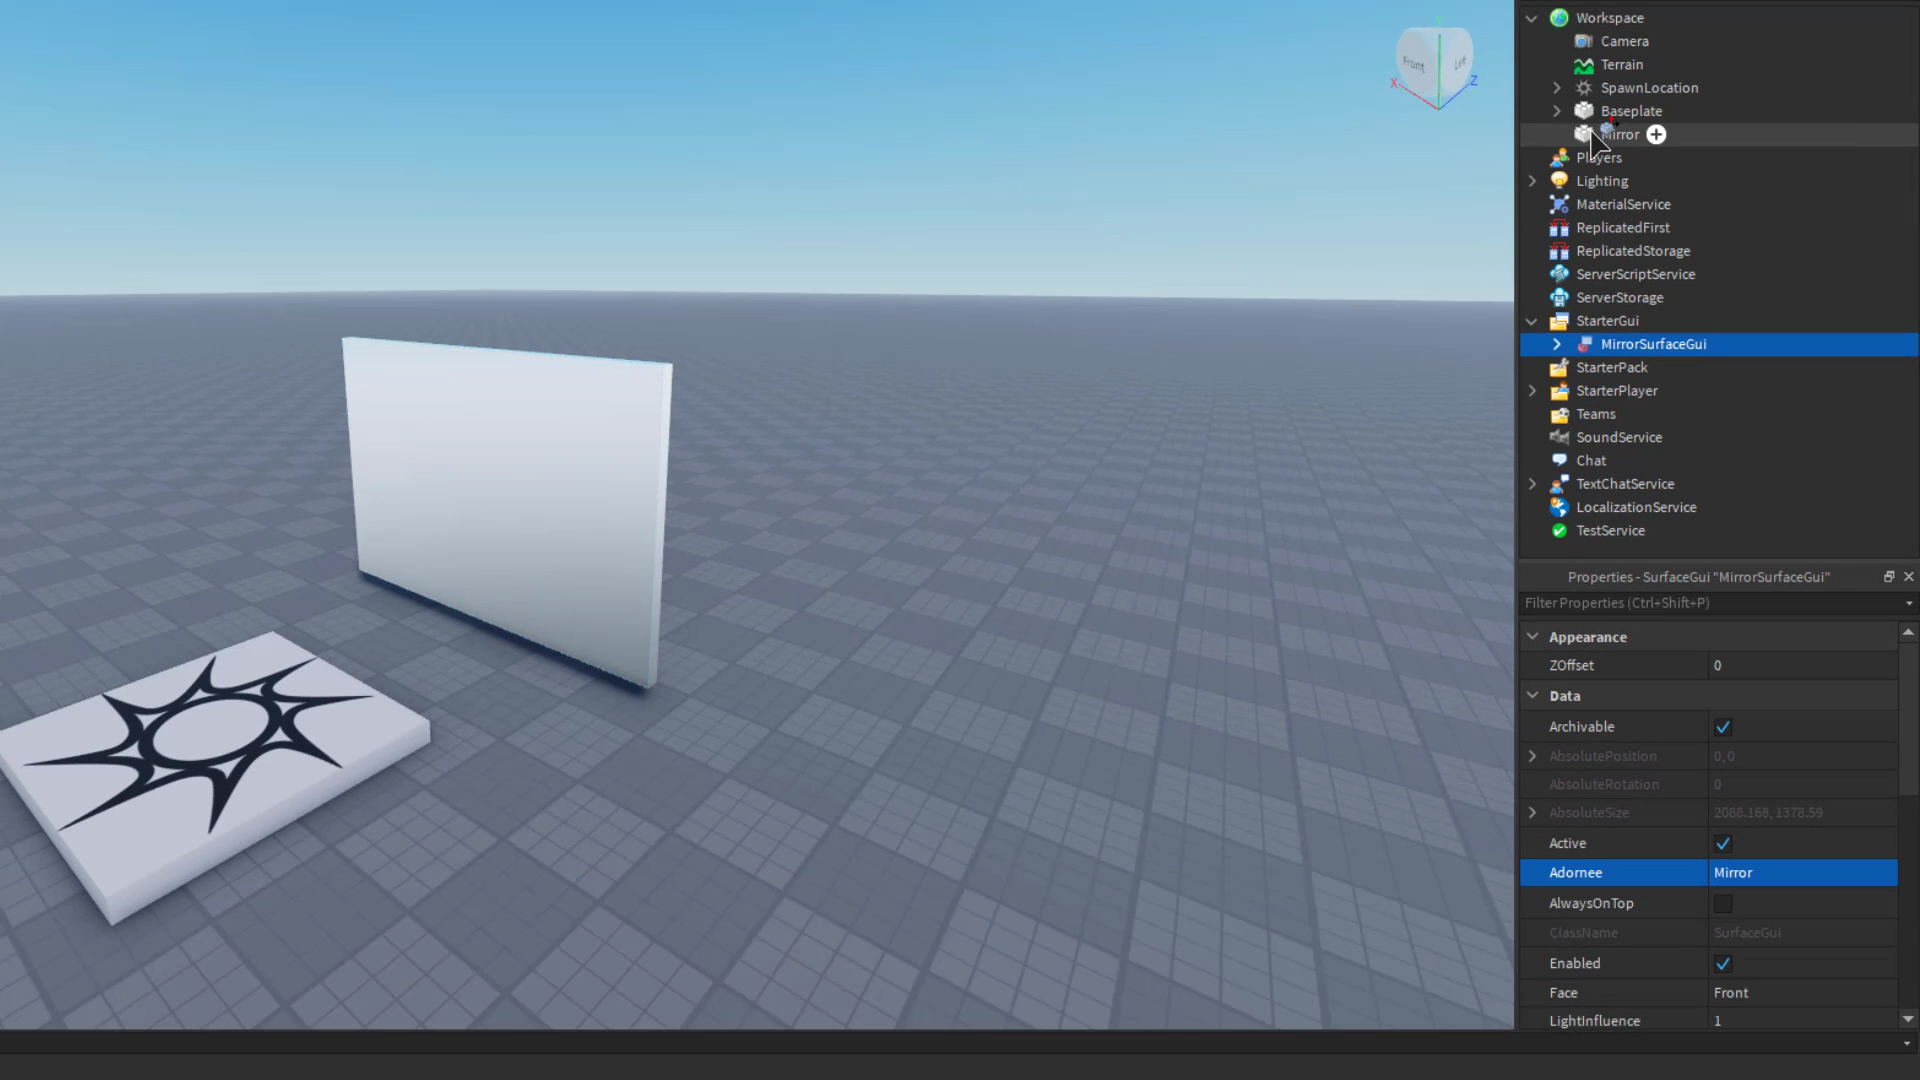 Workspace
Camera
Terrain
SpawnLocation
Baseplate
Mirror
Players
Lighting
MaterialService
ReplicatedFirst
ReplicatedStorage
ServerScriptService
ServerStorage
StarterGui
MirrorSurfaceGui
StarterPack
StarterPlayer
Teams
SoundService
Chat
TextChatService
LocalizationService
TestService
Front
X
Z
Properties - SurfaceGui "MirrorSurfaceGui"
Filter Properties (Ctrl+Shift+P)
Appearance
ZOffset 0
Data
Archivable
AbsolutePosition 0, 0
AbsoluteRotation 0
AbsoluteSize 2088.168, 1378.59
Active
Adornee Mirror
AlwaysOnTop
ClassName SurfaceGui
Enabled
Face Front
LightInfluence 1